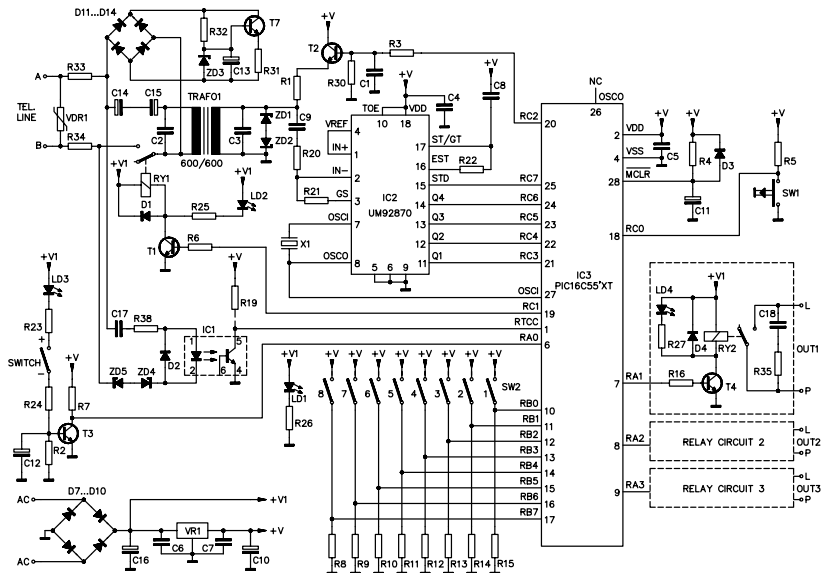 D11...D14
R32
T7
ZD3
C13
R31
A
R33
C14
C15
TRAFO1
TEL.
LINE
VDR1
B
R34
C2
600/600
C3
ZD1
ZD2
C9
R1
T2
+V
R3
R30
C1
+V
C4
+V
C8
TOE
VDD
10
18
VREF
4
IN+
1
IN-
2
GS
3
OSCI
7
OSCO
8
R20
R21
X1
IC2
UM92870
ST/GT
17
EST
16
R22
STD
15
Q4
14
Q3
13
Q2
12
Q1
11
5
6
9
NC
OSCO
26
RC2
20
RC7
25
RC6
24
RC5
23
RC4
22
RC3
21
OSCI
27
RC1
19
RTCC
1
RA0
6
IC3
PIC16C55'XT
2
VDD
4
VSS
28
MCLR
18
RC0
+V
C5
+V
R4
D3
C11
+V
R5
SW1
+V1
RY1
D1
R25
LD2
T1
R6
+V
R19
C17
R38
IC1
1
5
2
6
4
D2
ZD5
ZD4
+V1
LD3
R23
SWITCH
+
-
R24
+V
R7
T3
C12
R2
+V1
LD1
R26
+V
+V
+V
+V
+V
+V
+V
+V
8
7
6
5
4
3
2
1
SW2
RB0
10
RB1
11
RB2
12
RB3
13
RB4
14
RB5
15
RB6
16
RB7
17
R8
R9
R10
R11
R12
R13
R14
R15
+V1
LD4
R27
D4
RY2
C18
R35
L
OUT1
P
7
RA1
R16
T4
8
RA2
RELAY CIRCUIT 2
L
OUT2
P
9
RA3
RELAY CIRCUIT 3
L
OUT3
P
AC
D7...D10
AC
+V1
VR1
+V
C16
C6
C7
C10